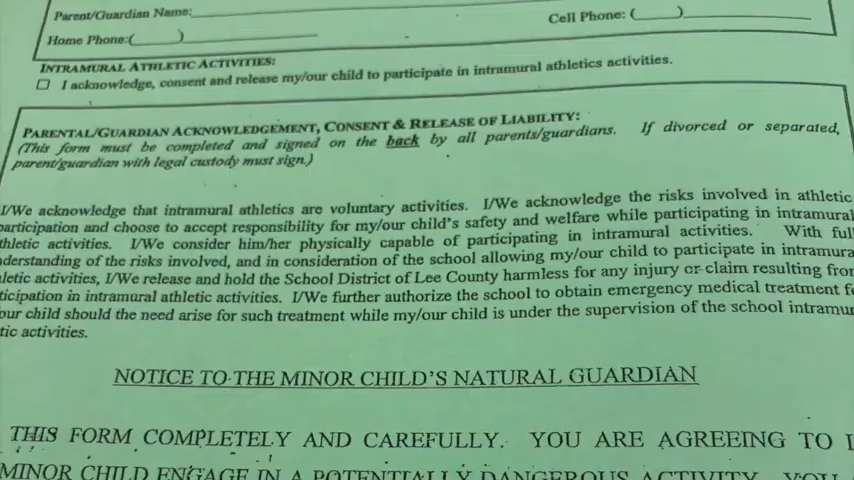 Parent/Guardian Name: Cell Phone: ( )
Home Phone:( )
INTRAMURAL ATHLETIC ACTIVITIES:
☐ I acknowledge, consent and release my/our child to participate in intramural athletics activities.
PARENTAL/GUARDIAN ACKNOWLEDGEMENT, CONSENT & RELEASE OF LIABILITY:
(This form must be completed and signed on the back by all parents/guardians. If divorced or separated,
parent/guardian with legal custody must sign.)
I/We acknowledge that intramural athletics are voluntary activities. I/We acknowledge the risks involved in athletic
participation and choose to accept responsibility for my/our child's safety and welfare while participating in intramural
thletic activities. I/We consider him/her physically capable of participating in intramural activities. With full
nderstanding of the risks involved, and in consideration of the school allowing my/our child to participate in intramura
letic activities, I/We release and hold the School District of Lee County harmless for any injury or claim resulting from
ticipation in intramural athletic activities. I/We further authorize the school to obtain emergency medical treatment fo
our child should the need arise for such treatment while my/our child is under the supervision of the school intramur
tic activities.
NOTICE TO THE MINOR CHILD'S NATURAL GUARDIAN
THIS FORM COMPLETELY AND CAREFULLY. YOU ARE AGREEING TO L
MINOR CHILD ENGAGE IN A POTENTIALLY DANGEROUS ACTIVITY. YOU